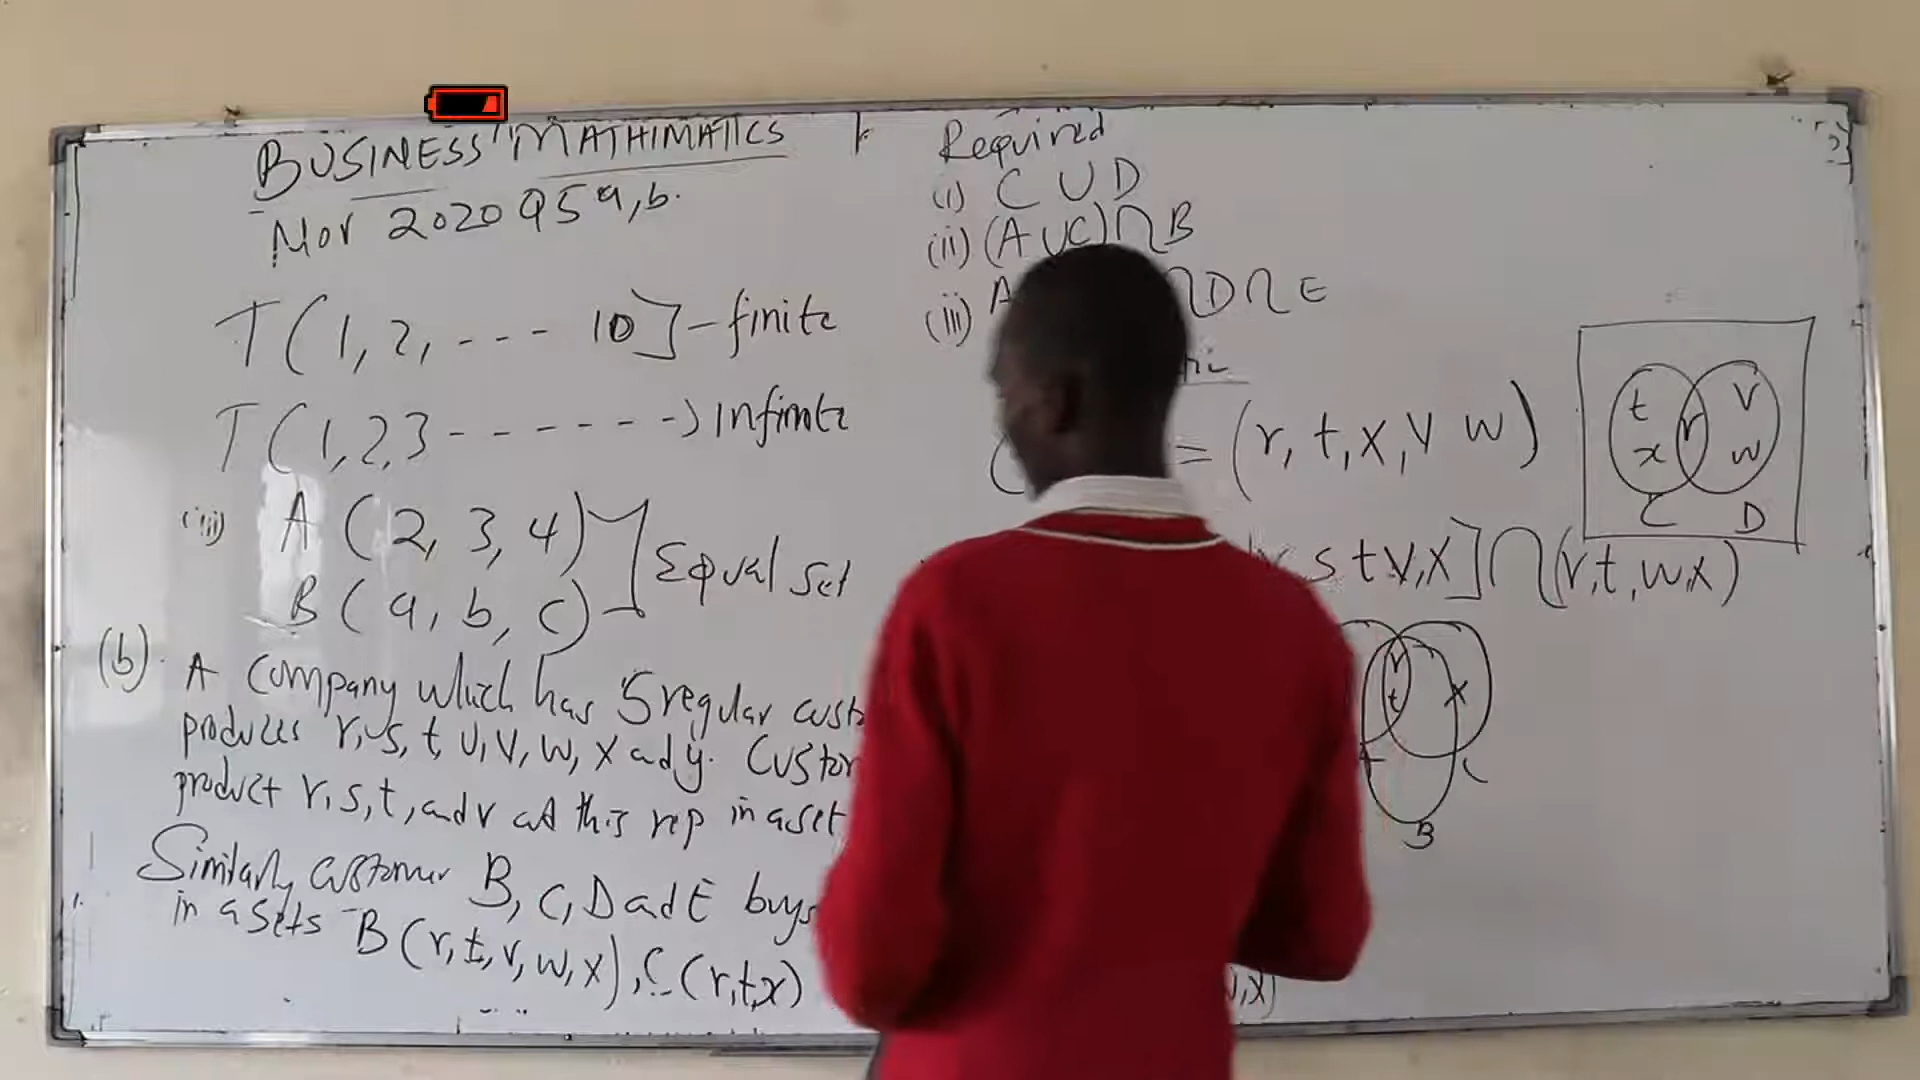 BUSINESS MATHIMATICS
Nov 2020 Q5 a, b.
T (1, 2, --- 10] - finite
T (1, 2, 3 ------- ) Infinite
(iii) A (2, 3, 4)
B (a, b, c)
Equal set
(b). A Company which has 5 regular
produces r, s, t, u, v, w, x and y.
product r, s, t, and v and this rep in a set
Similarly customer B, C, D and E buys
in a sets B (r, t, v, w, x), C (r, t, x)
Required
(i) C U D
(ii) (A U C) ∩ B
(iii) A ∩ D ∩ E
= (r, t, x, v w)
s t v, x] ∩ (r, t, w, x)
t r v
x w
C D
r
t x
C
B
, x)